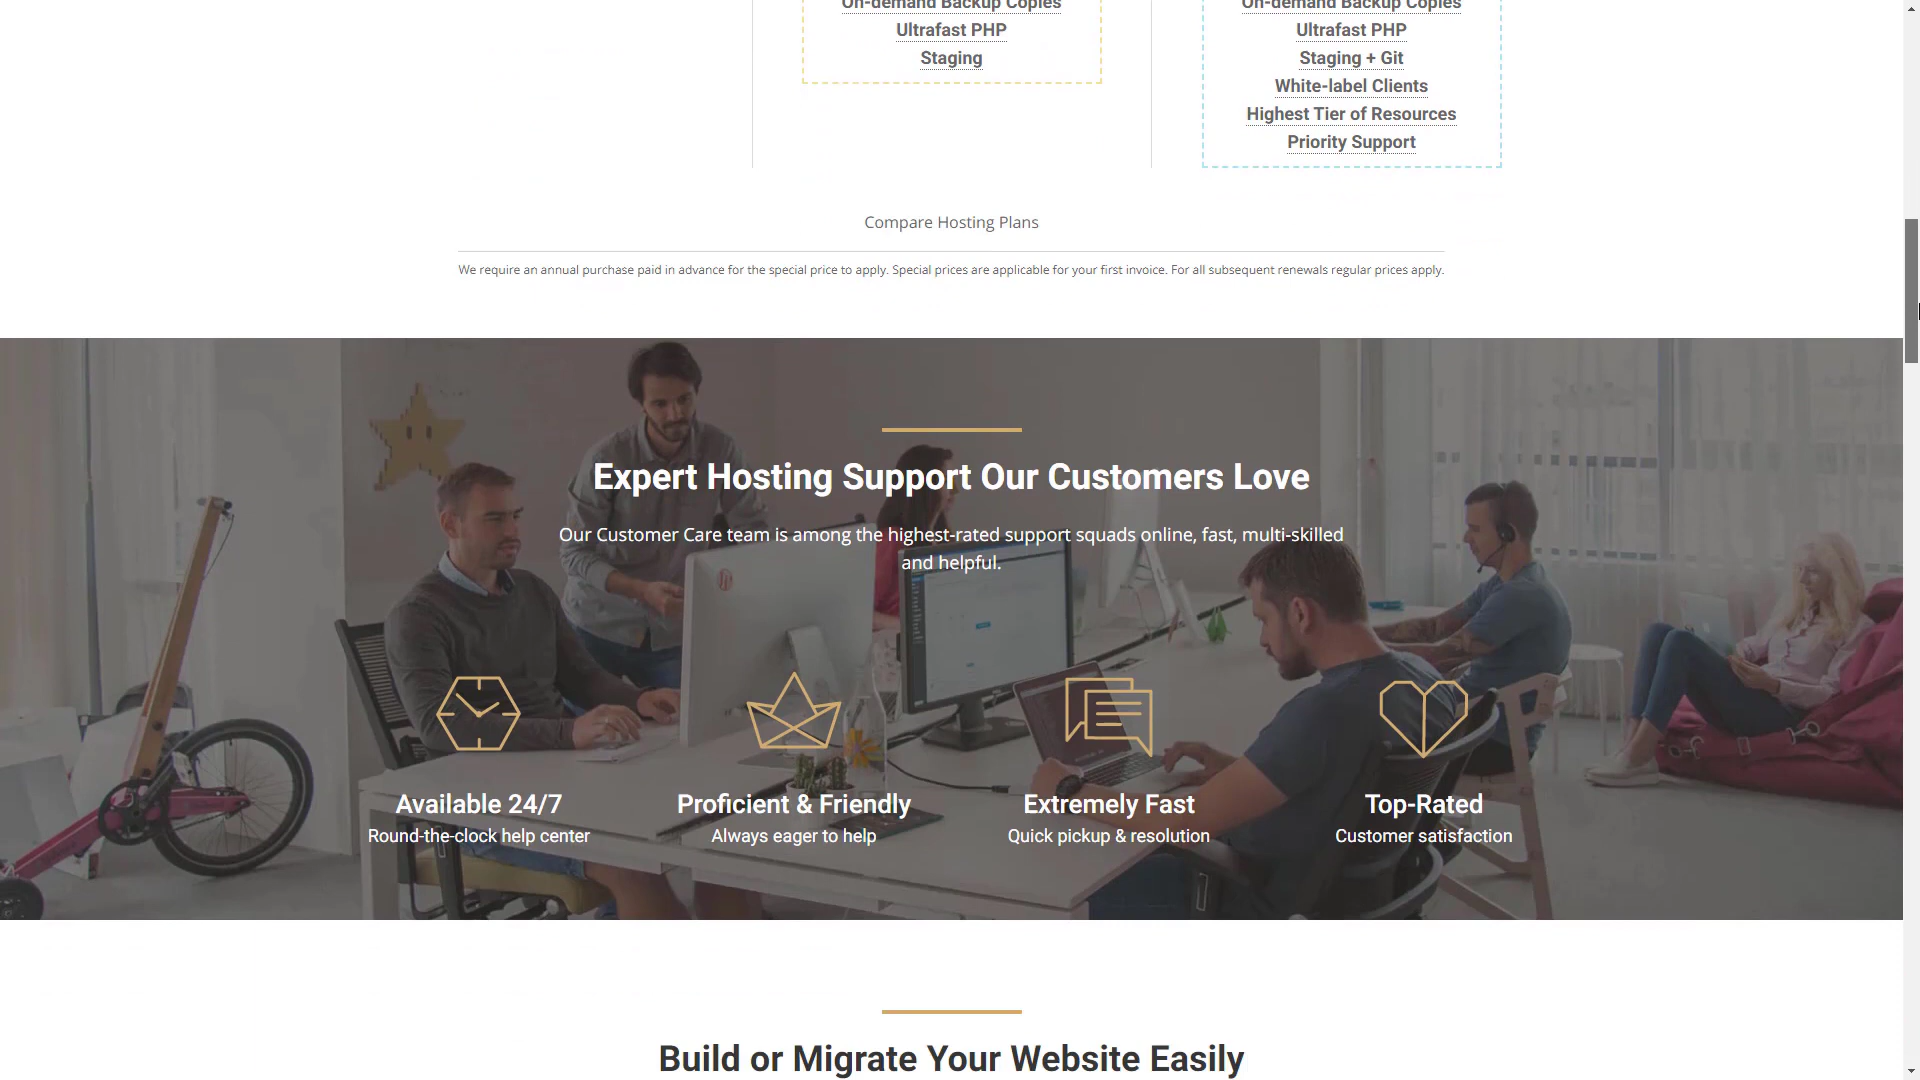 On-demand Backup Copies
Ultrafast PHP
Staging
On-demand Backup Copies
Ultrafast PHP
Staging + Git
White-label Clients
Highest Tier of Resources
Priority Support
Compare Hosting Plans
We require an annual purchase paid in advance for the special price to apply. Special prices are applicable for your first invoice. For all subsequent renewals regular prices apply.
Expert Hosting Support Our Customers Love
Our Customer Care team is among the highest-rated support squads online, fast, multi-skilled
and helpful.
Available 24/7
Round-the-clock help center
Proficient & Friendly
Always eager to help
Extremely Fast
Quick pickup & resolution
Top-Rated
Customer satisfaction
Build or Migrate Your Website Easily